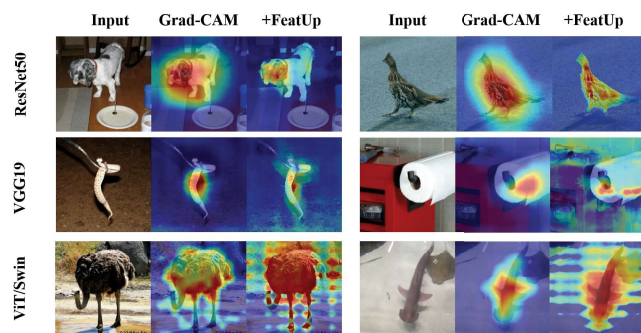 Input Grad-CAM +FeatUp Input Grad-CAM +FeatUp
ResNet50
VGG19
ViT/Swin